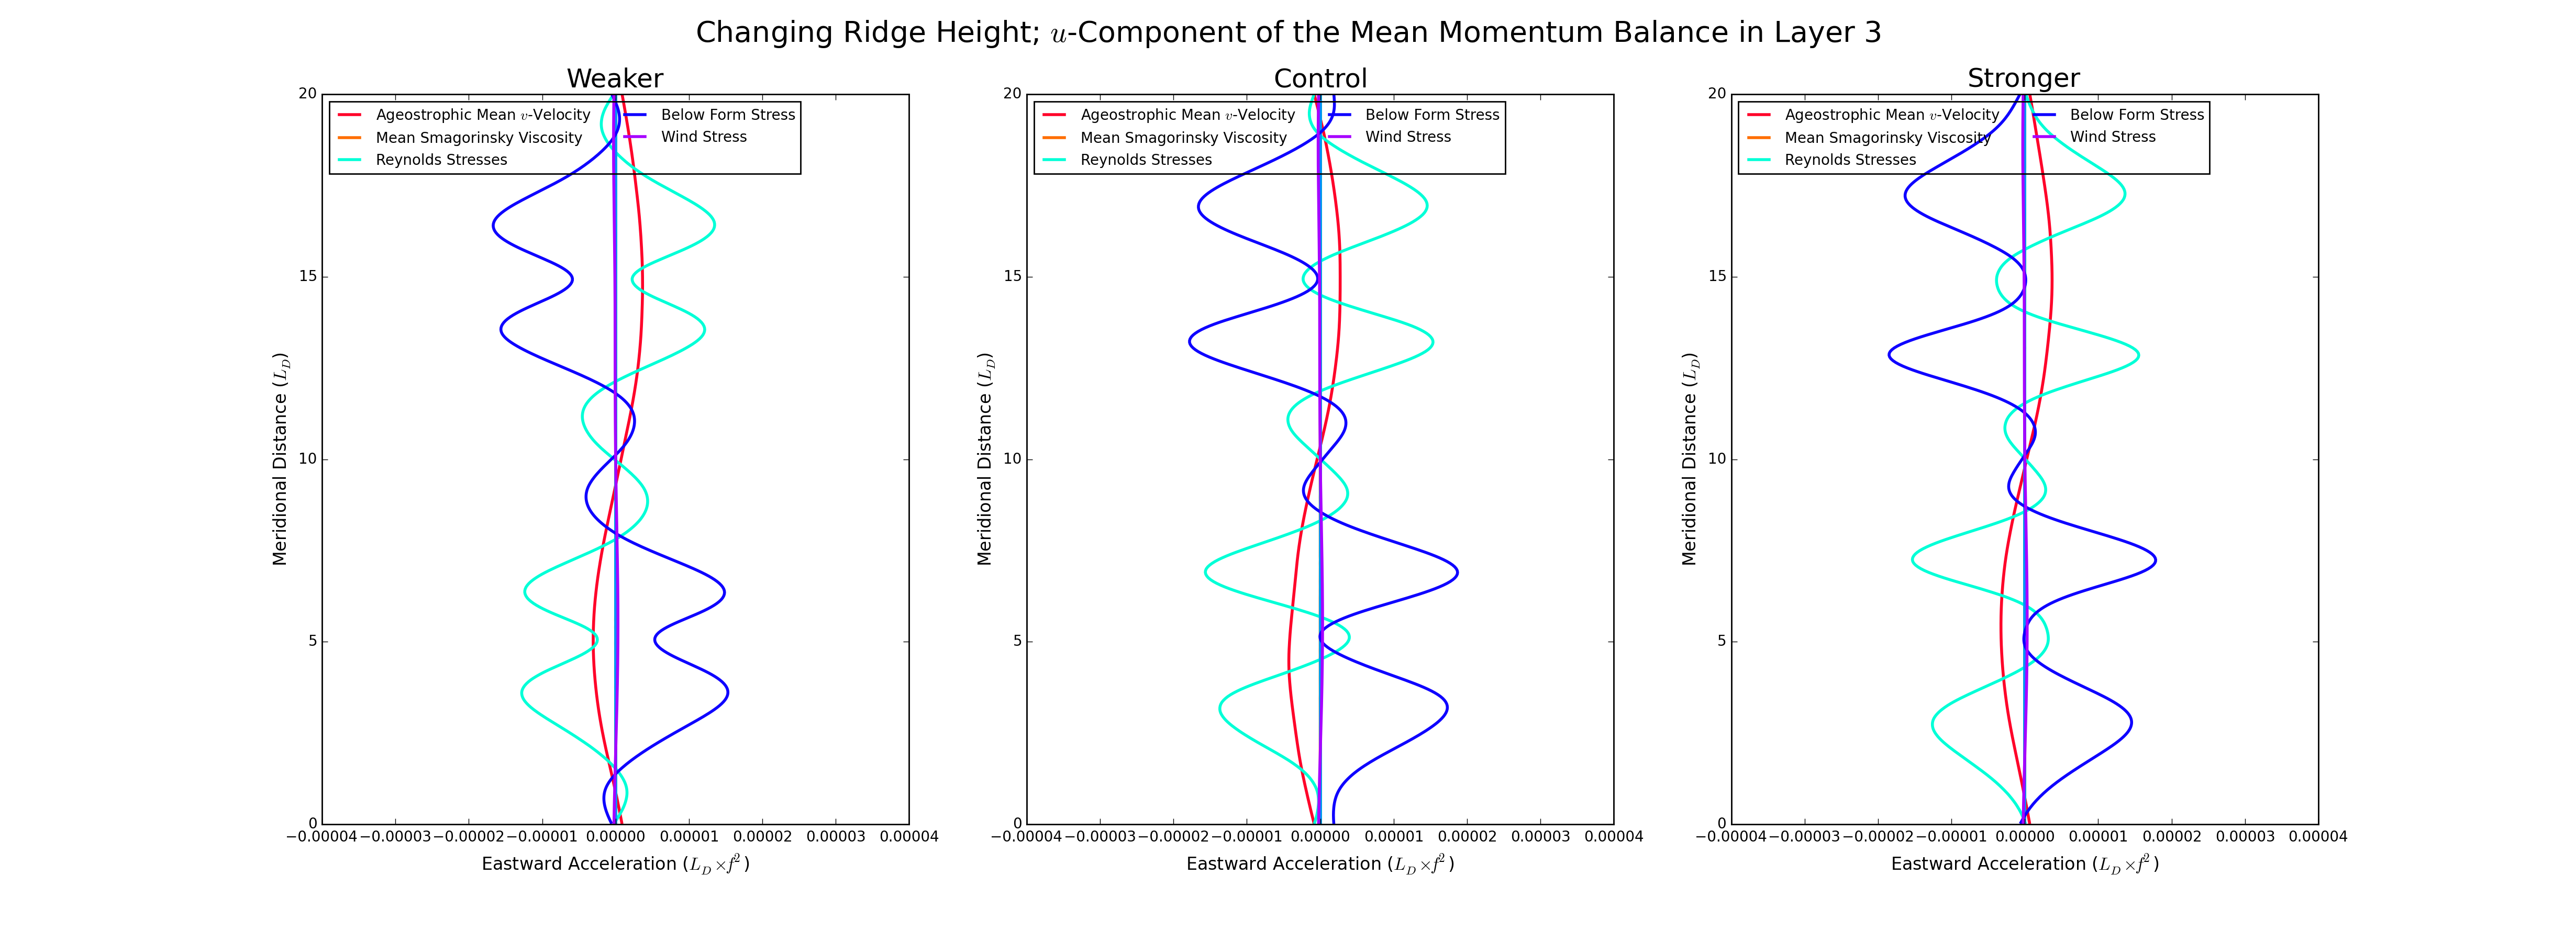 Changing Ridge Height; u-Component of the Mean Momentum Balance in Layer 3
Weaker
Ageostrophic Mean v-Velocity
Mean Smagorinsky Viscosity
Reynolds Stresses
Below Form Stress
Wind Stress
20
15
10
5
0
Meridional Distance (L_D)
−0.00004 −0.00003 −0.00002 −0.00001 0.00000 0.00001 0.00002 0.00003 0.00004
Eastward Acceleration (L_D×f²)
Control
Ageostrophic Mean v-Velocity
Mean Smagorinsky Viscosity
Reynolds Stresses
Below Form Stress
Wind Stress
20
15
10
5
0
Meridional Distance (L_D)
−0.00004 −0.00003 −0.00002 −0.00001 0.00000 0.00001 0.00002 0.00003 0.00004
Eastward Acceleration (L_D×f²)
Stronger
Ageostrophic Mean v-Velocity
Mean Smagorinsky Viscosity
Reynolds Stresses
Below Form Stress
Wind Stress
20
15
10
5
0
Meridional Distance (L_D)
−0.00004 −0.00003 −0.00002 −0.00001 0.00000 0.00001 0.00002 0.00003 0.00004
Eastward Acceleration (L_D×f²)